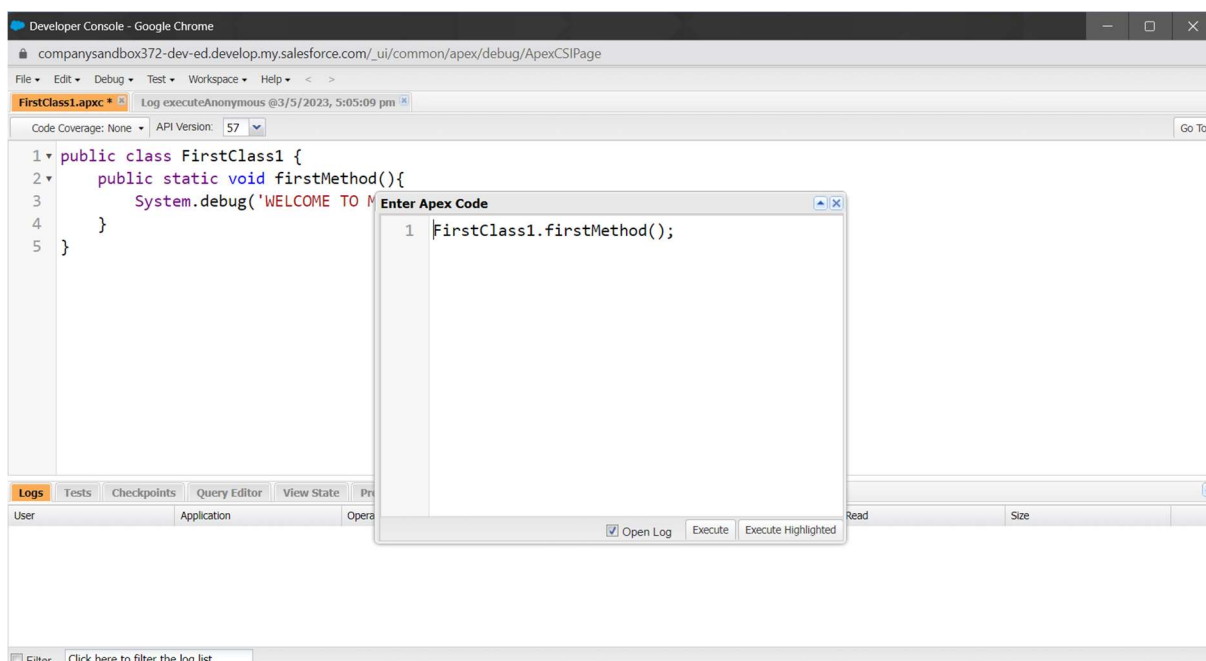 Developer Console - Google Chrome
companysandbox372-dev-ed.develop.my.salesforce.com/_ui/common/apex/debug/ApexCSIPage
File Edit Debug Test Workspace Help < >
FirstClass1.apxc * Log executeAnonymous @3/5/2023, 5:05:09 pm
Code Coverage: None API Version: 57 Go To
1 public class FirstClass1 {
2 public static void firstMethod(){
3 System.debug('WELCOME TO
4 }
5 }
Enter Apex Code
1 FirstClass1.firstMethod();
Open Log Execute Execute Highlighted
Logs Tests Checkpoints Query Editor View State
User Application Read Size
Filter Click here to filter the log list